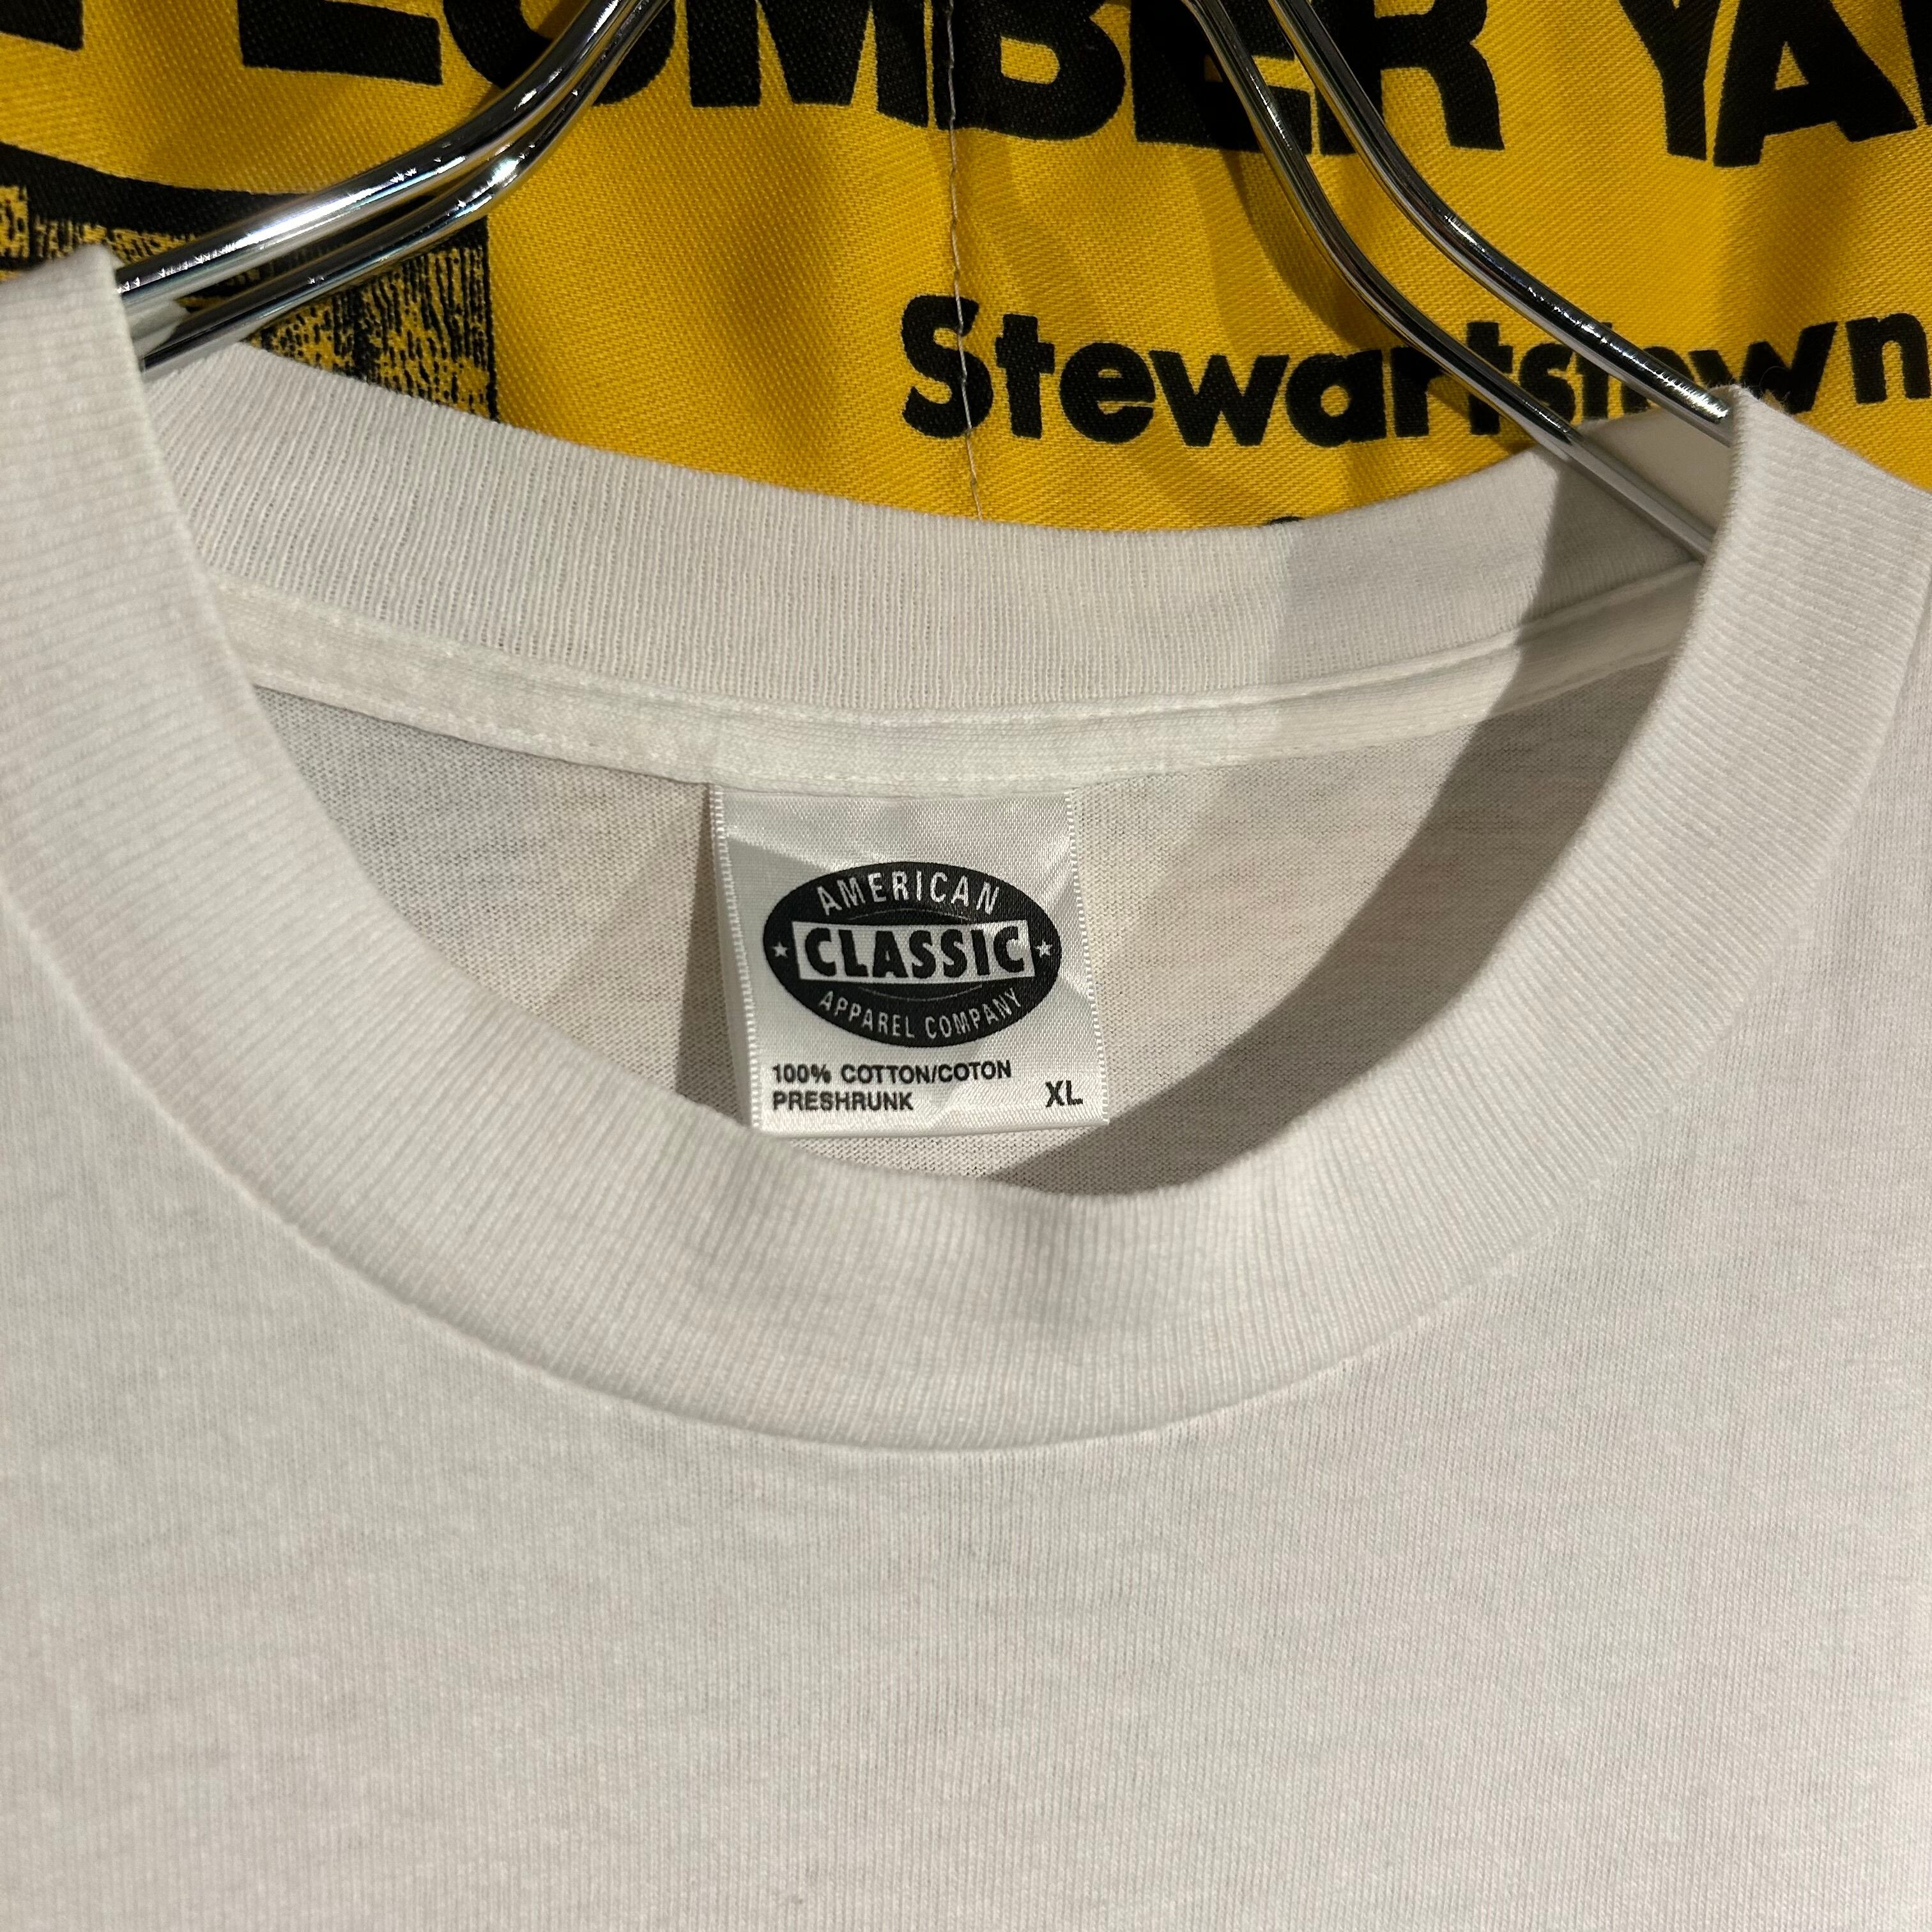 LUMBER YA
Stewartstown
AMERICAN
CLASSIC
APPAREL COMPANY
100% COTTON/COTON
PRESHRUNK XL